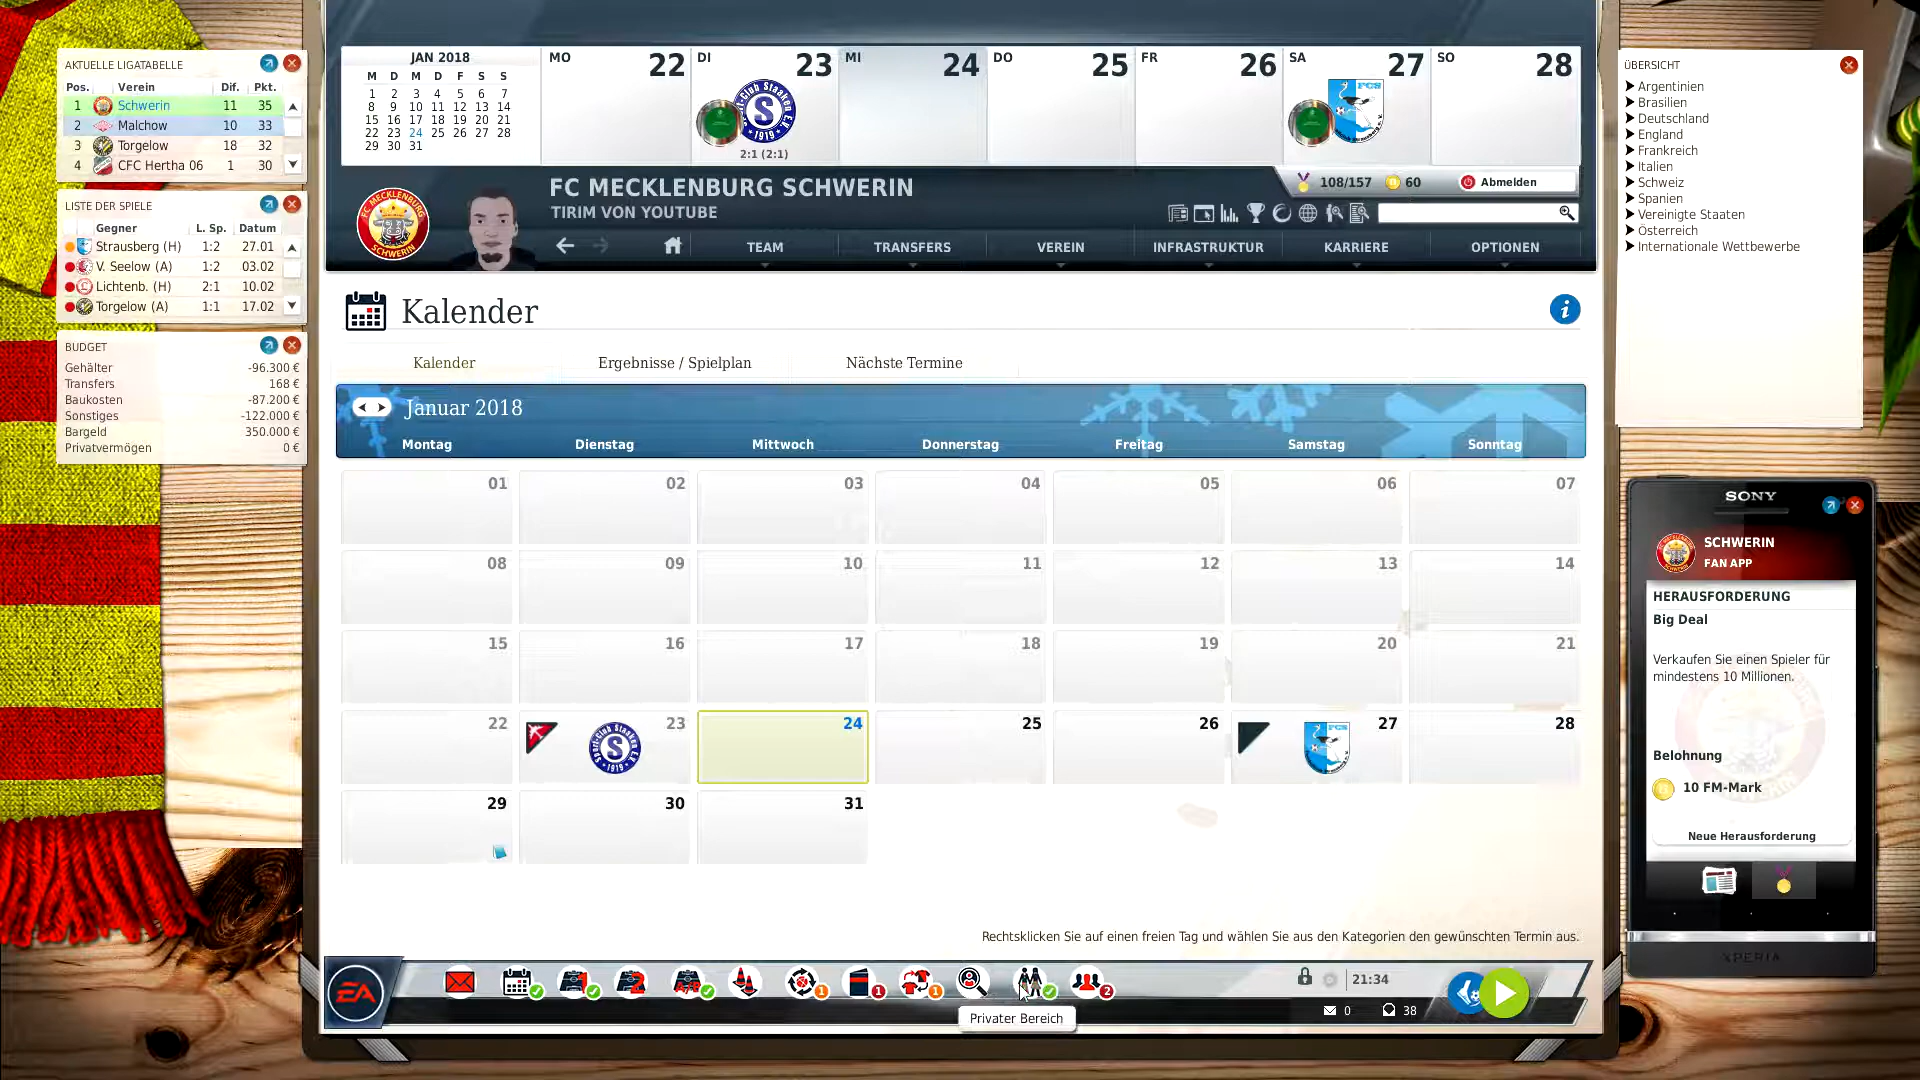 AKTUELLE LIGATABELLE
Pos. Verein Dif. Pkt.
1 Schwerin 11 35
2 Malchow 10 33
3 Torgelow 18 32
4 CFC Hertha 06 1 30
LISTE DER SPIELE
Gegner L. Sp. Datum
Strausberg (H) 1:2 27.01
V. Seelow (A) 1:2 03.02
Lichtenb. (H) 2:1 10.02
Torgelow (A) 1:1 17.02
BUDGET
Gehälter -96.300 €
Transfers 168 €
Baukosten -87.200 €
Sonstiges -122.000 €
Bargeld 350.000 €
Privatvermögen 0 €
JAN 2018
M D M D F S S
1 2 3 4 5 6 7
8 9 10 11 12 13 14
15 16 17 18 19 20 21
22 23 24 25 26 27 28
29 30 31
MO 22 DI 23 MI 24 DO 25 FR 26 SA 27 SO 28
2:1 (2:1)
FC MECKLENBURG SCHWERIN
TIRIM VON YOUTUBE
108/157 60 Abmelden
TEAM TRANSFERS VEREIN INFRASTRUKTUR KARRIERE OPTIONEN
Kalender
Kalender Ergebnisse / Spielplan Nächste Termine
Januar 2018
Montag Dienstag Mittwoch Donnerstag Freitag Samstag Sonntag
01 02 03 04 05 06 07
08 09 10 11 12 13 14
15 16 17 18 19 20 21
22 23 24 25 26 27 28
29 30 31
Rechtsklicken Sie auf einen freien Tag und wählen Sie aus den Kategorien den gewünschten Termin aus.
EA
1 2 A/B 1 1 1 2
21:34
0 38
Privater Bereich
ÜBERSICHT
Argentinien
Brasilien
Deutschland
England
Frankreich
Italien
Schweiz
Spanien
Vereinigte Staaten
Österreich
Internationale Wettbewerbe
SONY
SCHWERIN
FAN APP
HERAUSFORDERUNG
Big Deal
Verkaufen Sie einen Spieler für
mindestens 10 Millionen.
Belohnung
10 FM-Mark
Neue Herausforderung
XPERIA